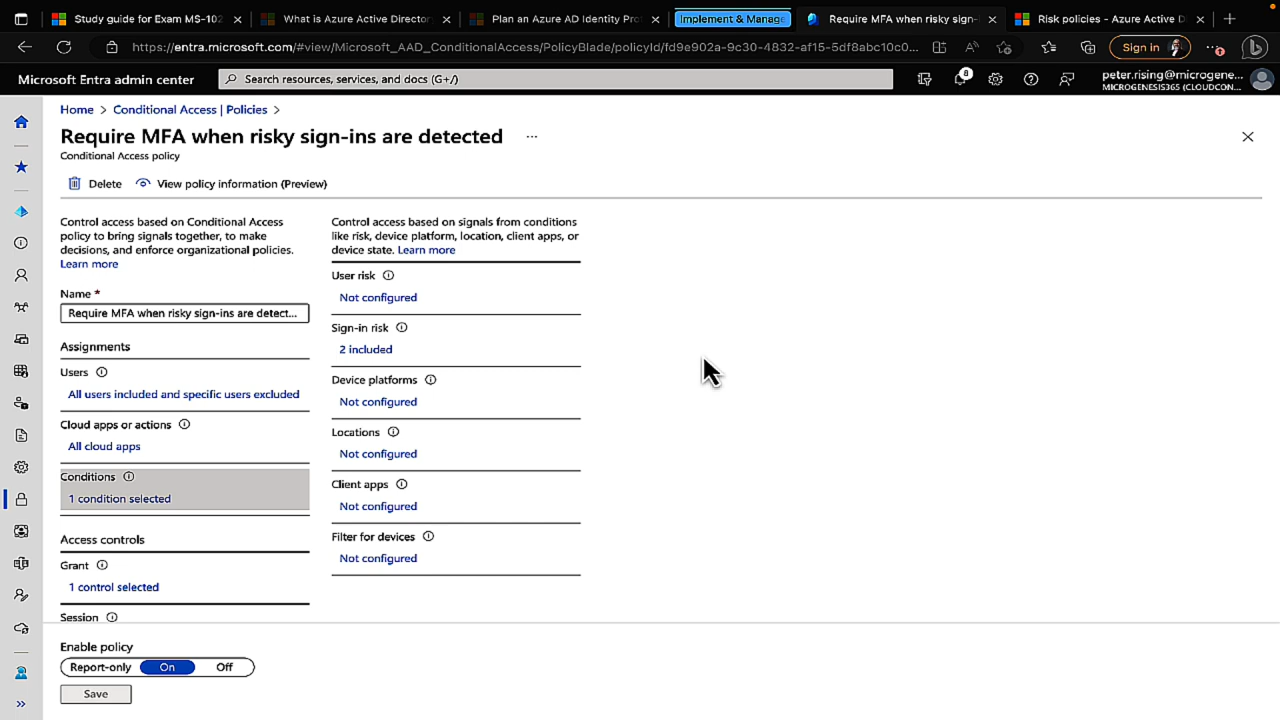 Study guide for Exam MS-102
What is Azure Active Director
Plan an Azure AD Identity Prot
Implement & Manage
Require MFA when risky sign-
Risk policies - Azure Active D
https://entra.microsoft.com/#view/Microsoft_AAD_ConditionalAccess/PolicyBlade/policyId/fd9e902a-9c30-4832-af15-5df8abc10c0...
Sign in
Microsoft Entra admin center
Search resources, services, and docs (G+/)
8
peter.rising@microgene...
MICROGENESIS365 (CLOUDCON...
Home > Conditional Access | Policies >
Require MFA when risky sign-ins are detected ...
Conditional Access policy
Delete
View policy information (Preview)
Control access based on Conditional Access
policy to bring signals together, to make
decisions, and enforce organizational policies.
Learn more
Name *
Require MFA when risky sign-ins are detect...
Assignments
Users
All users included and specific users excluded
Cloud apps or actions
All cloud apps
Conditions
1 condition selected
Access controls
Grant
1 control selected
Session
Control access based on signals from conditions
like risk, device platform, location, client apps, or
device state. Learn more
User risk
Not configured
Sign-in risk
2 included
Device platforms
Not configured
Locations
Not configured
Client apps
Not configured
Filter for devices
Not configured
Enable policy
Report-only On Off
Save